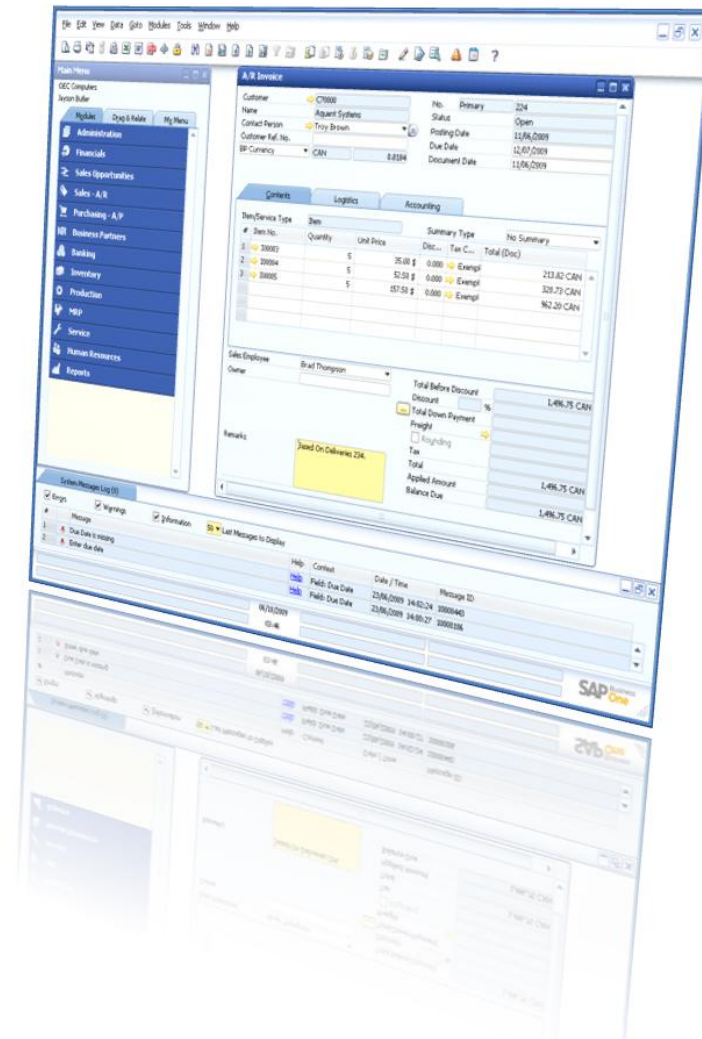 File Edit View Data Goto Modules Tools Window Help
Main Menu
OEC Computers
Jayson Butler
Modules Drag & Relate My Menu
Administration
Financials
Sales Opportunities
Sales - A/R
Purchasing - A/P
Business Partners
Banking
Inventory
Production
MRP
Service
Human Resources
Reports
A/R Invoice
Customer C70000
Name Aquent Systems
Contact Person Troy Brown
Customer Ref. No.
BP Currency CAN 0.8184
No. Primary 224
Status Open
Posting Date 11/06/2009
Due Date 12/07/2009
Document Date 11/06/2009
Contents Logistics Accounting
Item/Service Type Item Summary Type No Summary
# Item No. Quantity Unit Price Disc... Tax C... Total (Doc)
1 I00003 5 35.00 $ 0.000 Exempt 213.82 CAN
2 I00004 5 52.50 $ 0.000 Exempt 320.73 CAN
3 I00005 5 157.50 $ 0.000 Exempt 962.20 CAN
Sales Employee Brad Thompson
Owner
Remarks Based On Deliveries 234.
Total Before Discount 1,496.75 CAN
Discount %
Total Down Payment
Freight
Rounding
Tax
Total 1,496.75 CAN
Applied Amount
Balance Due 1,496.75 CAN
System Messages Log (6)
Errors Warnings Information 50 Last Messages to Display
# Message Help Context Date / Time Message ID
1 Due Date is missing Help Field: Due Date 23/06/2009 14:02:24
2 Enter due date Help Field: Due Date 23/06/2009 14:00:27
06/10/2009
03:46
SAP Business One